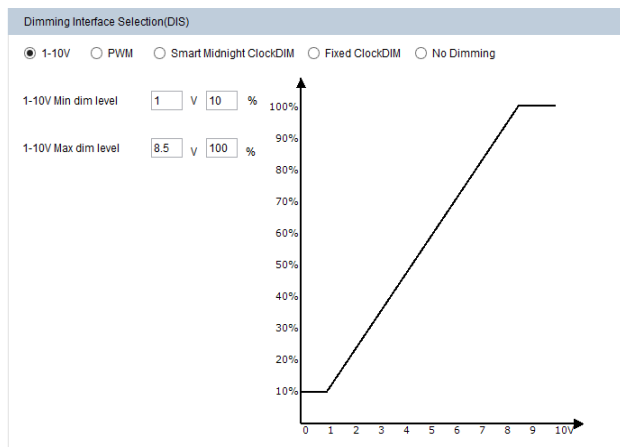 Dimming Interface Selection(DIS)
1-10V PWM Smart Midnight ClockDIM Fixed ClockDIM No Dimming
1-10V Min dim level 1 V 10 %
1-10V Max dim level 8.5 V 100 %
100%
90%
80%
70%
60%
50%
40%
30%
20%
10%
0 1 2 3 4 5 6 7 8 9 10V